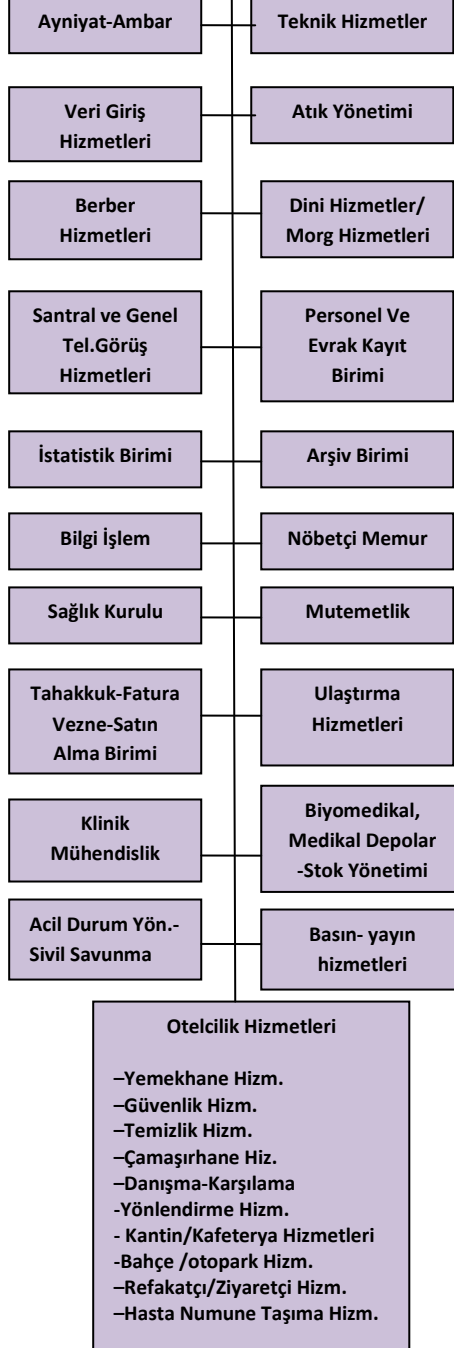 Ayniyat-Ambar
Teknik Hizmetler
Veri Giriş
Hizmetleri
Atık Yönetimi
Berber
Hizmetleri
Dini Hizmetler/
Morg Hizmetleri
Santral ve Genel
Tel.Görüş
Hizmetleri
Personel Ve
Evrak Kayıt
Birimi
İstatistik Birimi
Arşiv Birimi
Bilgi İşlem
Nöbetçi Memur
Sağlık Kurulu
Mutemetlik
Tahakkuk-Fatura
Vezne-Satın
Alma Birimi
Ulaştırma
Hizmetleri
Klinik
Mühendislik
Biyomedikal,
Medikal Depolar
-Stok Yönetimi
Acil Durum Yön.-
Sivil Savunma
Basın- yayın
hizmetleri
Otelcilik Hizmetleri
–Yemekhane Hizm.
–Güvenlik Hizm.
–Temizlik Hizm.
–Çamaşırhane Hiz.
–Danışma-Karşılama
-Yönlendirme Hizm.
- Kantin/Kafeterya Hizmetleri
-Bahçe /otopark Hizm.
–Refakatçı/Ziyaretçi Hizm.
–Hasta Numune Taşıma Hizm.